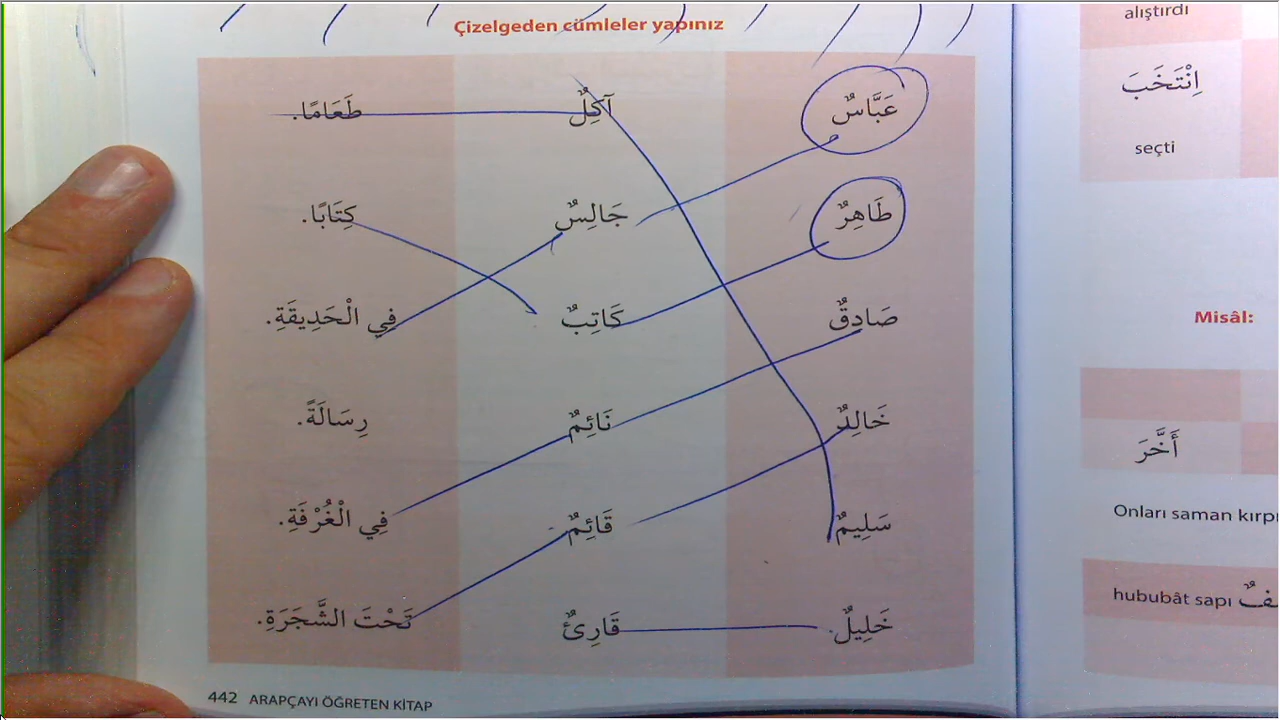 Çizelgeden cümleler yapınız
عَبَّاسٌ آكِلٌ طَعَامًا.
طَاهِرٌ جَالِسٌ كِتَابًا.
صَادِقٌ كَاتِبٌ فِي الْحَدِيقَةِ.
خَالِدٌ نَائِمٌ رِسَالَةً.
سَلِيمٌ قَائِمٌ فِي الْغُرْفَةِ.
خَلِيلٌ قَارِئٌ تَحْتَ الشَّجَرَةِ.
442 ARAPÇAYI ÖĞRETEN KİTAP
alıştırdı
اِنْتَخَبَ
seçti
Misâl:
أَخَّرَ
Onları saman kırpı
hububât sapı